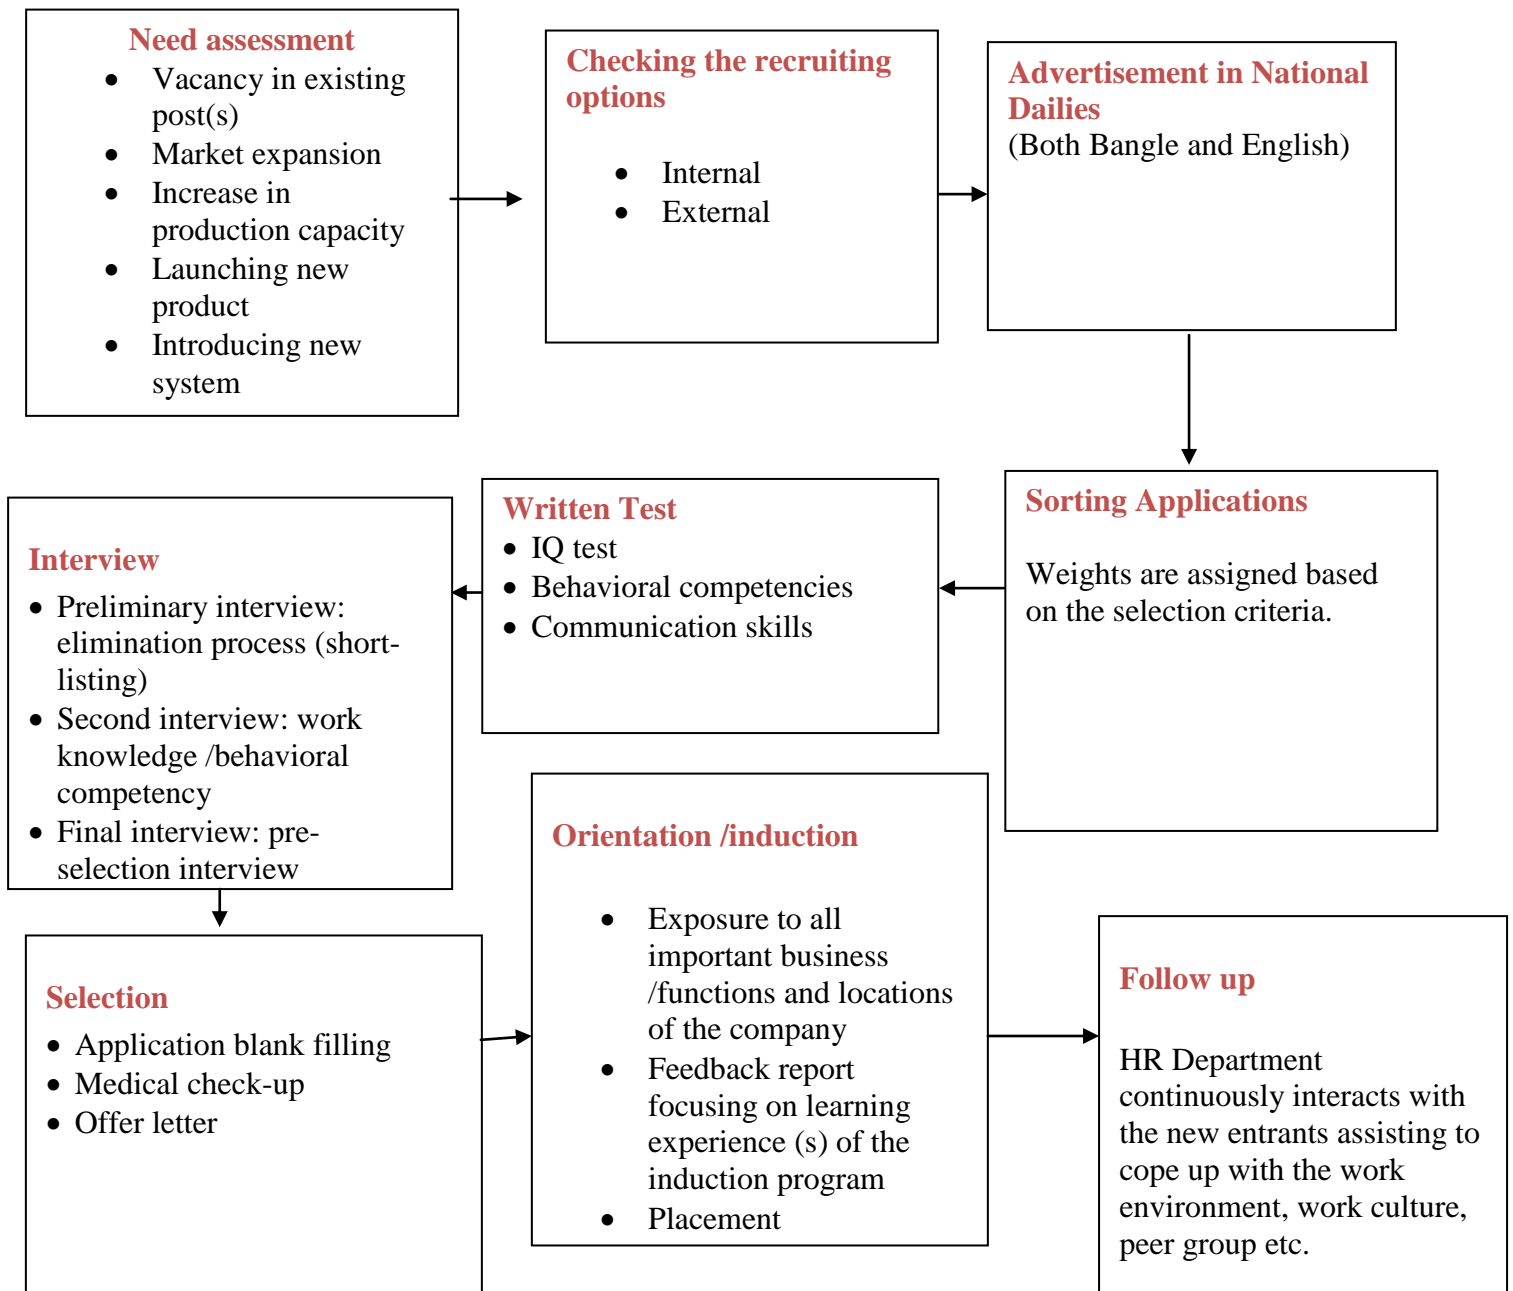 Need assessment
• Vacancy in existing
post(s)
• Market expansion
• Increase in
production capacity
• Launching new
product
• Introducing new
system
Checking the recruiting
options
• Internal
• External
Advertisement in National
Dailies
(Both Bangle and English)
Sorting Applications
Weights are assigned based
on the selection criteria.
Written Test
• IQ test
• Behavioral competencies
• Communication skills
Interview
• Preliminary interview:
elimination process (short-
listing)
• Second interview: work
knowledge /behavioral
competency
• Final interview: pre-
selection interview
Selection
• Application blank filling
• Medical check-up
• Offer letter
Orientation /induction
• Exposure to all
important business
/functions and locations
of the company
• Feedback report
focusing on learning
experience (s) of the
induction program
• Placement
Follow up
HR Department
continuously interacts with
the new entrants assisting to
cope up with the work
environment, work culture,
peer group etc.